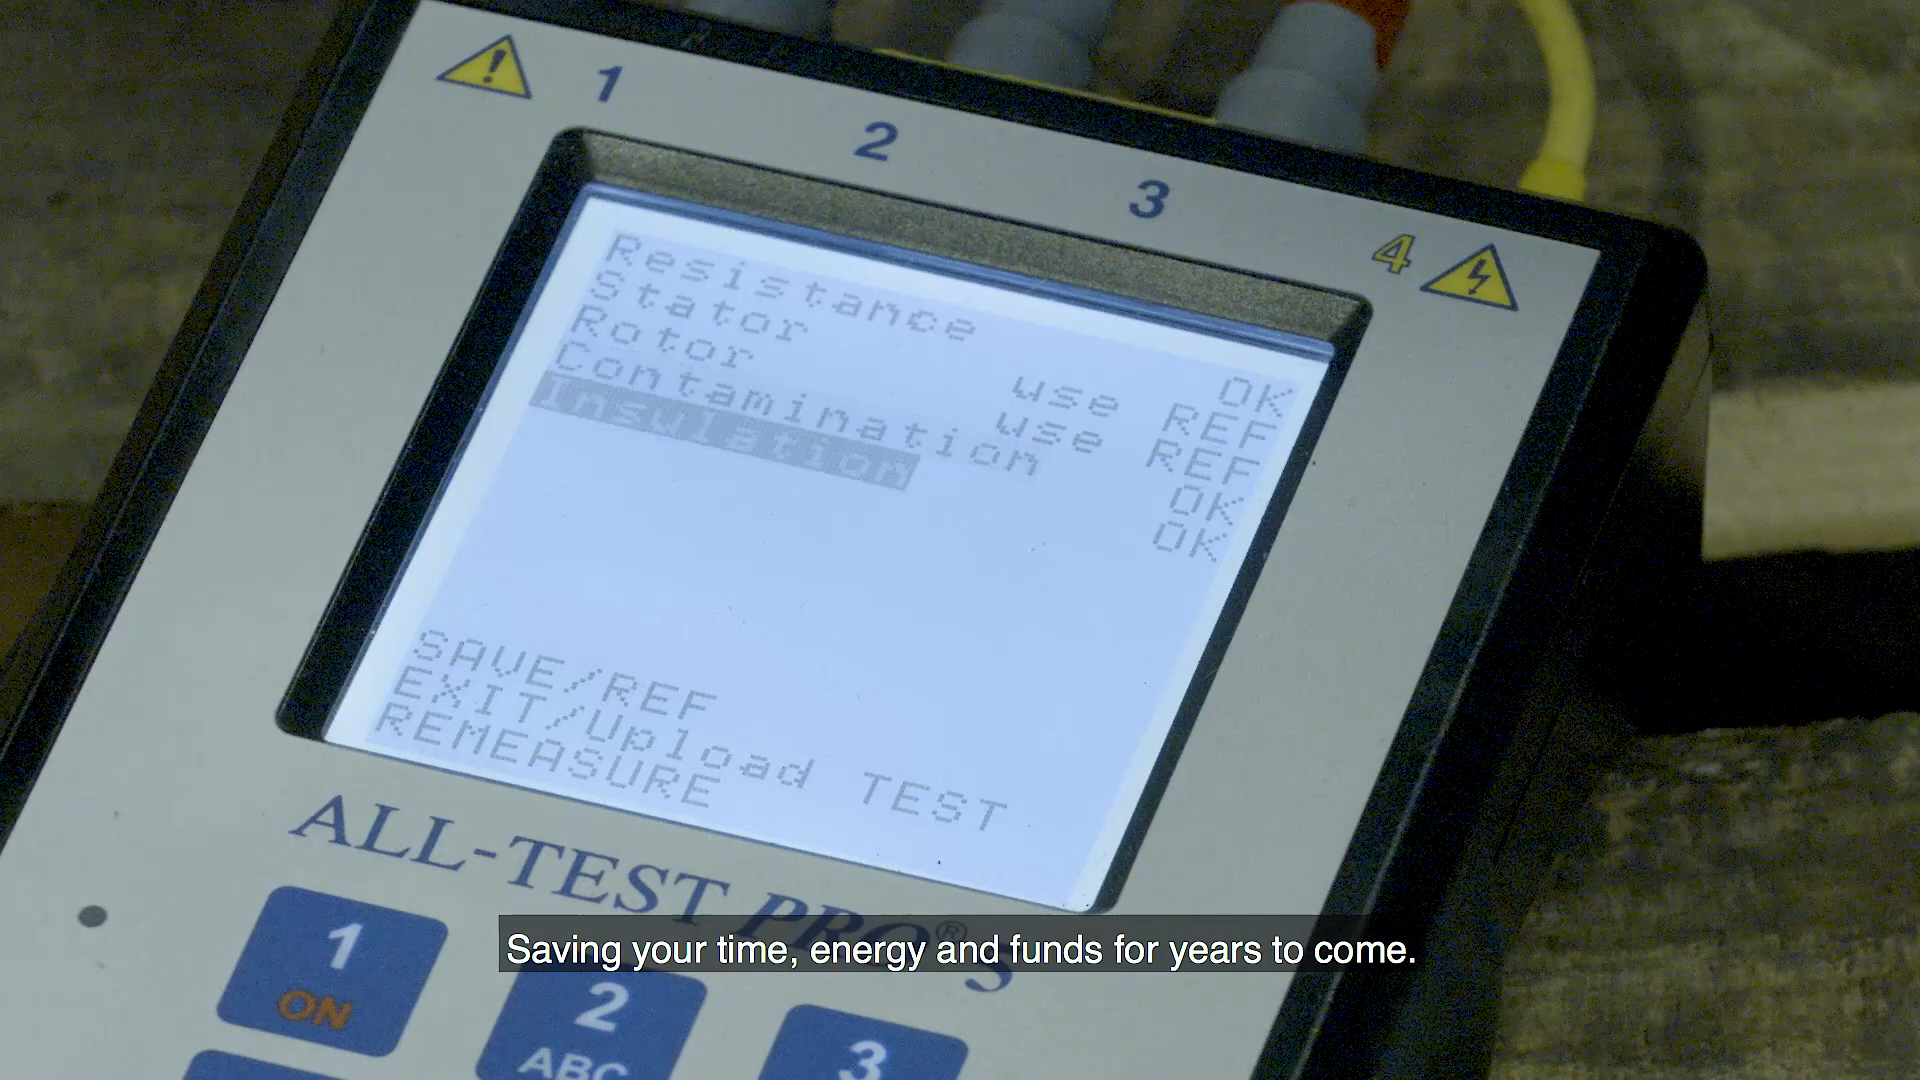 1
2
3
4
Resistance OK
Stator use REF
Rotor use REF
Contamination OK
Insulation OK
SAVE/REF
EXIT/Upload TEST
REMEASURE
ALL-TEST PRO® 5
1
ON
2
ABC
3
Saving your time, energy and funds for years to come.